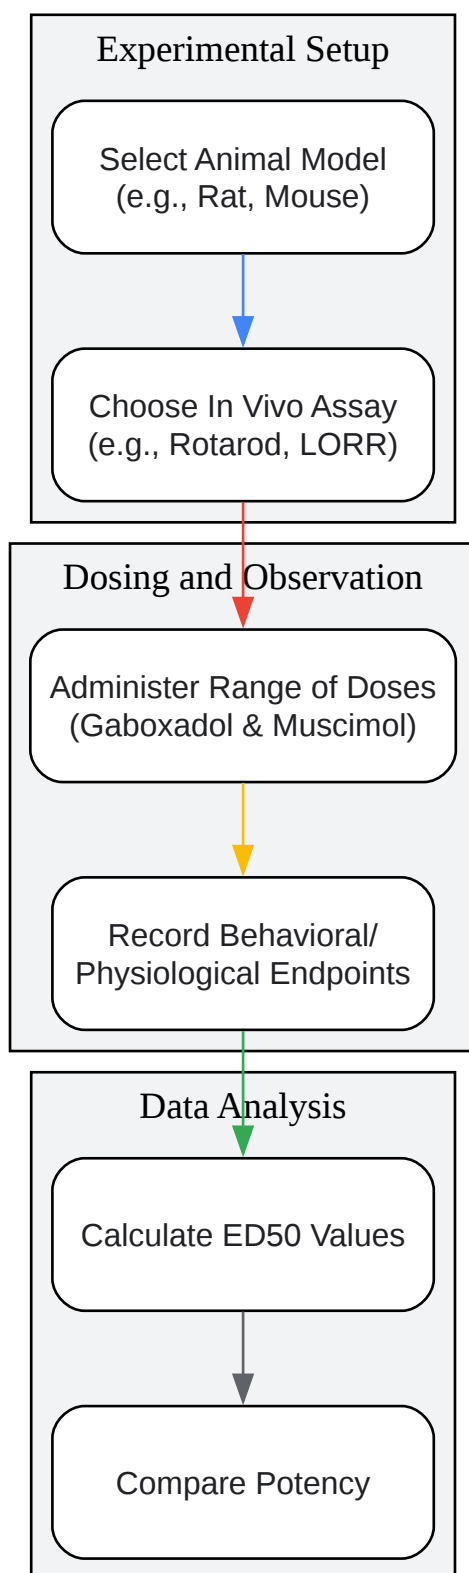 Experimental Setup
Select Animal Model
(e.g., Rat, Mouse)
Choose In Vivo Assay
(e.g., Rotarod, LORR)
Dosing and Observation
Administer Range of Doses
(Gaboxadol & Muscimol)
Record Behavioral/
Physiological Endpoints
Data Analysis
Calculate ED50 Values
Compare Potency